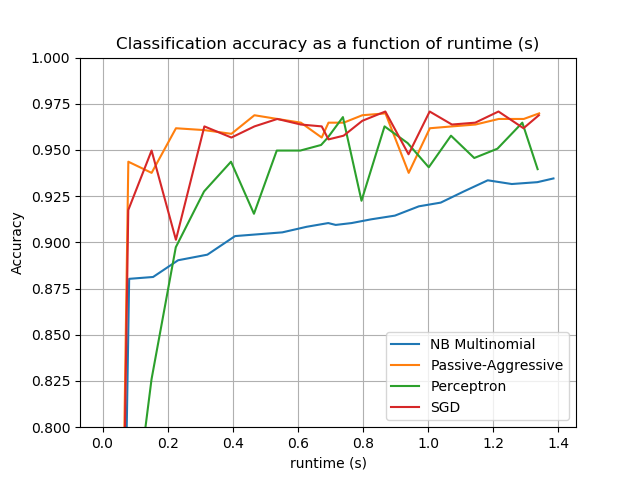 Classification accuracy as a function of runtime (s)
1.000
0.975
0.950
0.925
0.900
0.875
0.850
0.825
0.800
Accuracy
NB Multinomial
Passive-Aggressive
Perceptron
SGD
0.0 0.2 0.4 0.6 0.8 1.0 1.2 1.4
runtime (s)